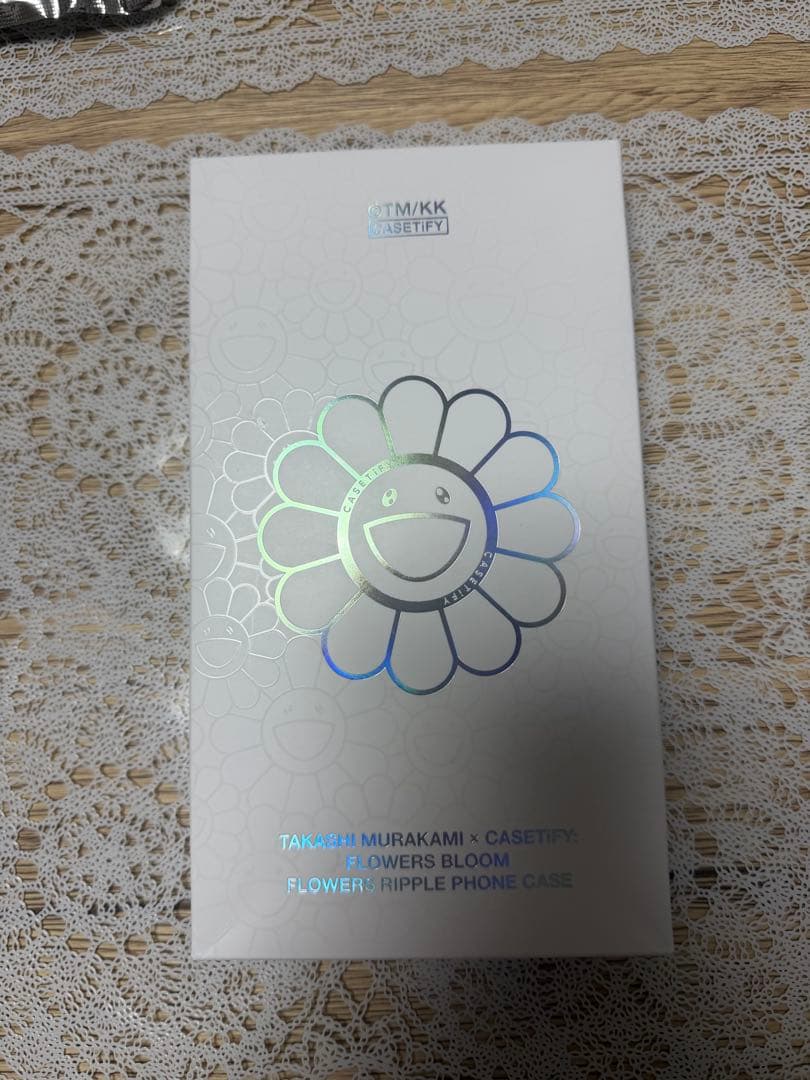 ©TM/KK
CASETiFY
CASETiFY
CASETiFY
TAKASHI MURAKAMI × CASETiFY:
FLOWERS BLOOM
FLOWERS RIPPLE PHONE CASE